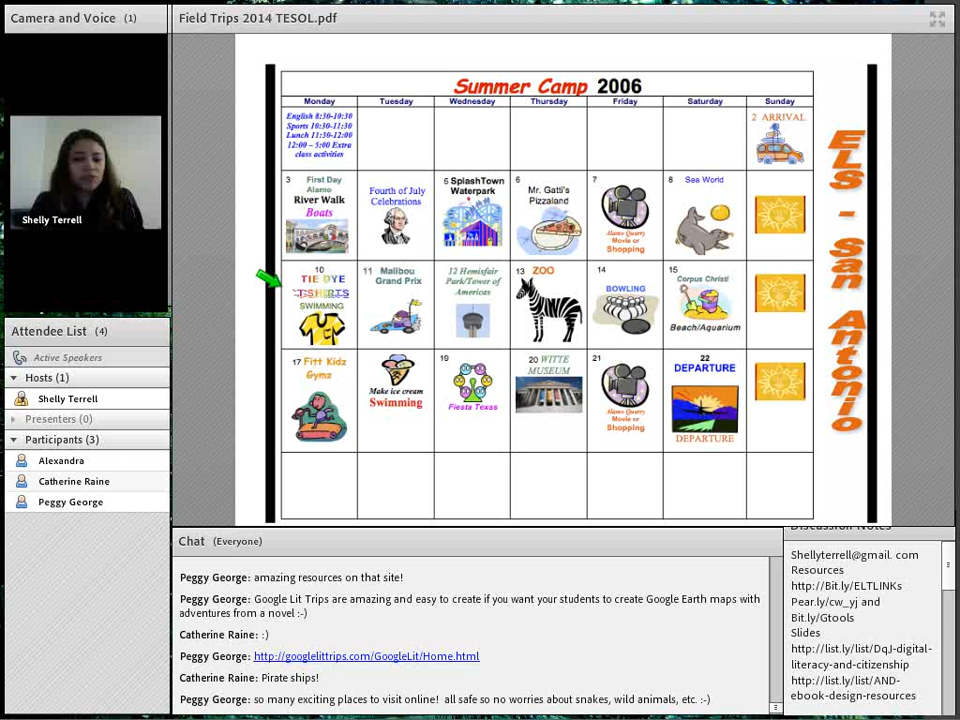 Camera and Voice (1)
Shelly Terrell
Attendee List (4)
Active Speakers
Hosts (1)
Shelly Terrell
Presenters (0)
Participants (3)
Alexandra
Catherine Raine
Peggy George
Field Trips 2014 TESOL.pdf
Summer Camp 2006
Monday Tuesday Wednesday Thursday Friday Saturday Sunday
English 8:30-10:30
Sports 10:30-11:30
Lunch 11:30-12:00
12:00 – 5:00 Extra
class activities
2 ARRIVAL
3 First Day
Alamo
River Walk
Boats
Fourth of July
Celebrations
6 SplashTown
Waterpark
6
Mr. Gatti's
Pizzaland
7
Alamo Quarry
Movie or
Shopping
8 Sea World
10
TIE DYE
T-SHIRTS
SWIMMING
11 Malibou
Grand Prix
12 Hemisfair
Park/Tower of
Americas
13 ZOO
14
BOWLING
15
Corpus Christi
Beach/Aquarium
17 Fitt Kidz
Gymz
Make ice cream
Swimming
19
Fiesta Texas
20 WITTE
MUSEUM
21
Alamo Quarry
Movie or
Shopping
22
DEPARTURE
DEPARTURE
ELS - San Antonio
Chat (Everyone)
Peggy George: amazing resources on that site!
Peggy George: Google Lit Trips are amazing and easy to create if you want your students to create Google Earth maps with
adventures from a novel :-)
Catherine Raine: :)
Peggy George: http://googlelittrips.com/GoogleLit/Home.html
Catherine Raine: Pirate ships!
Peggy George: so many exciting places to visit online! all safe so no worries about snakes, wild animals, etc. :-)
Discussion Notes
Shellyterrell@gmail. com
Resources
http://Bit.ly/ELTLINKs
Pear.ly/cw_yj and
Bit.ly/Gtools
Slides
http://list.ly/list/DqJ-digital-
literacy-and-citizenship
http://list.ly/list/AND-
ebook-design-resources